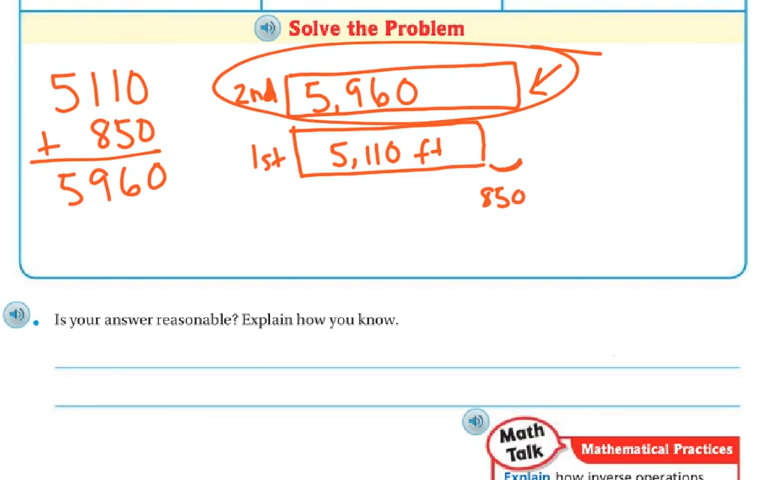 Solve the Problem
5110
+ 850
5960
2nd 5,960
1st 5,110 ft
850
Is your answer reasonable? Explain how you know.
Math
Talk
Mathematical Practices
Explain how inverse operations